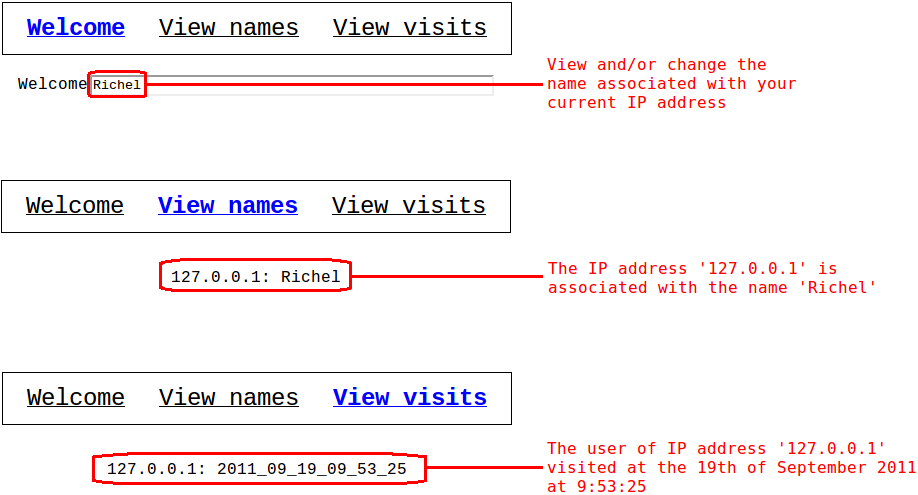 Welcome View names View visits
Welcome Richel
View and/or change the
name associated with your
current IP address
Welcome View names View visits
127.0.0.1: Richel
The IP address '127.0.0.1' is
associated with the name 'Richel'
Welcome View names View visits
127.0.0.1: 2011_09_19_09_53_25
The user of IP address '127.0.0.1'
visited at the 19th of September 2011
at 9:53:25